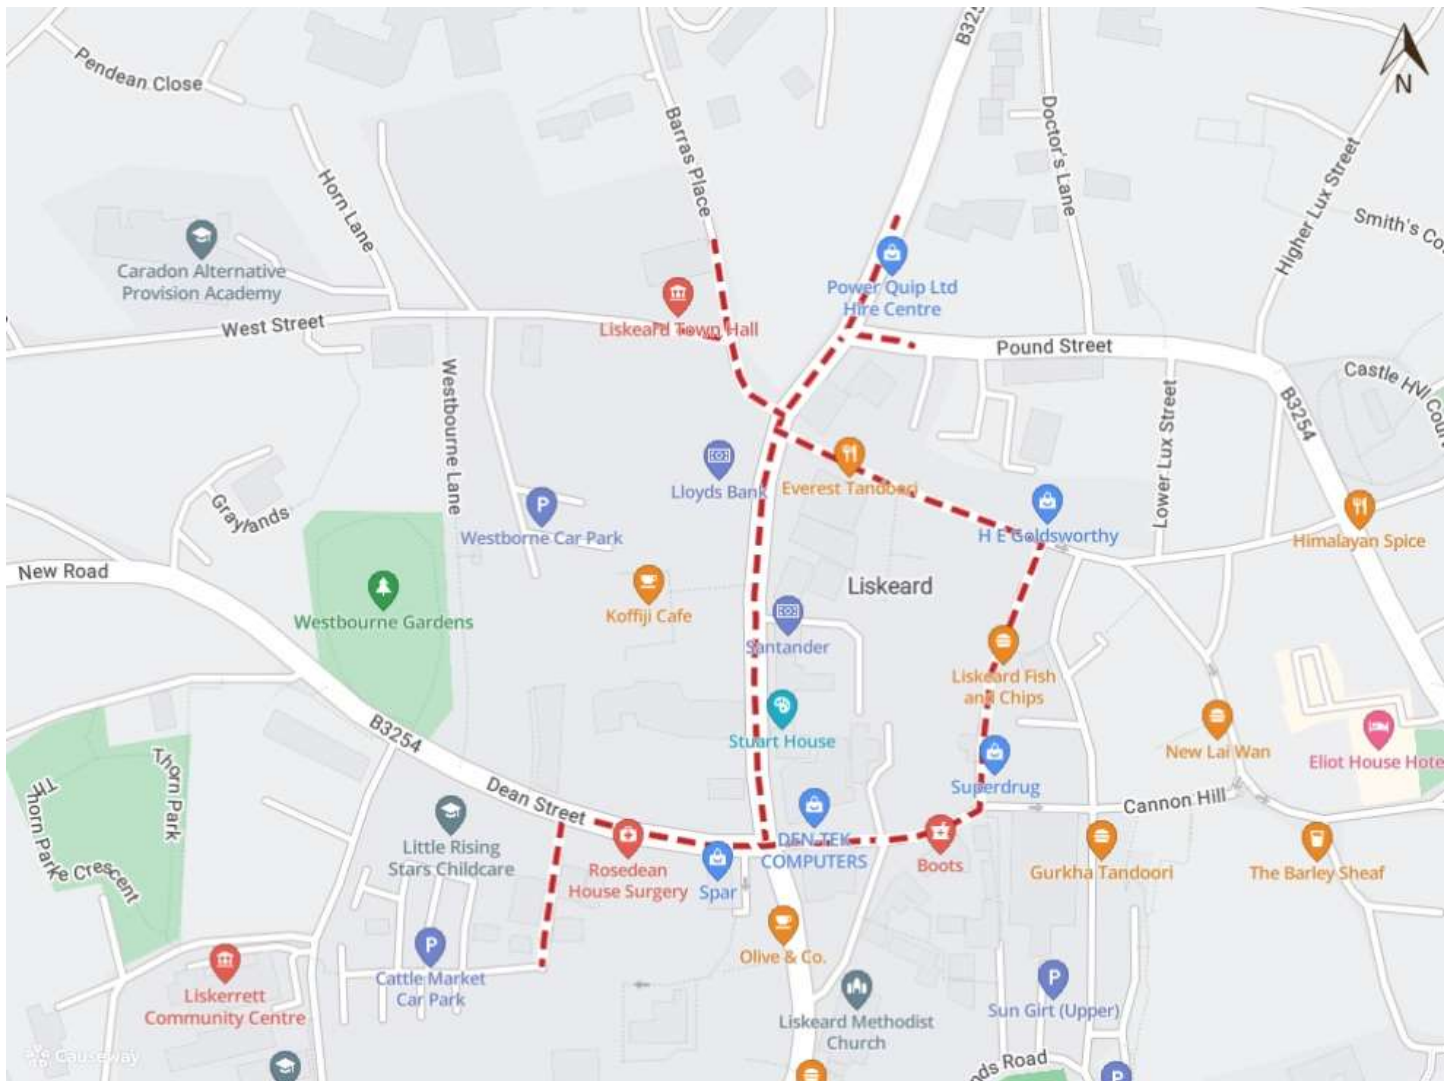 B325
Pendean Close
Barras Place
Doctor's Lane
Higher Lux Street
N
Horn Lane
Smith's Co
Caradon Alternative
Provision Academy
Power Quip Ltd
Hire Centre
West Street
Liskeard Town Hall
Pound Street
Westbourne Lane
Castle Hill Court
Lower Lux Street
B3254
Lloyds Bank
Everest Tandoori
Graylands
Westborne Car Park
H E Goldsworthy
Himalayan Spice
New Road
Liskeard
Westbourne Gardens
Koffiji Cafe
Santander
Liskeard Fish
and Chips
B3254
Stuart House
New Lai Wan
Eliot House Hote
Thorn Park
Superdrug
Dean Street
Cannon Hill
Little Rising
Stars Childcare
DEN-TEK
COMPUTERS
Thorn Park Crescent
Rosedean
House Surgery
Spar
Boots
Gurkha Tandoori
The Barley Sheaf
P
Cattle Market
Car Park
Olive & Co.
Liskerrett
Community Centre
Liskeard Methodist
Church
P
Sun Girt (Upper)
Causeway
ds Road
P
P